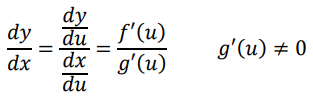 dy/dx = (dy/du)/(dx/du) = f′(u)/g′(u)  g′(u) ≠ 0